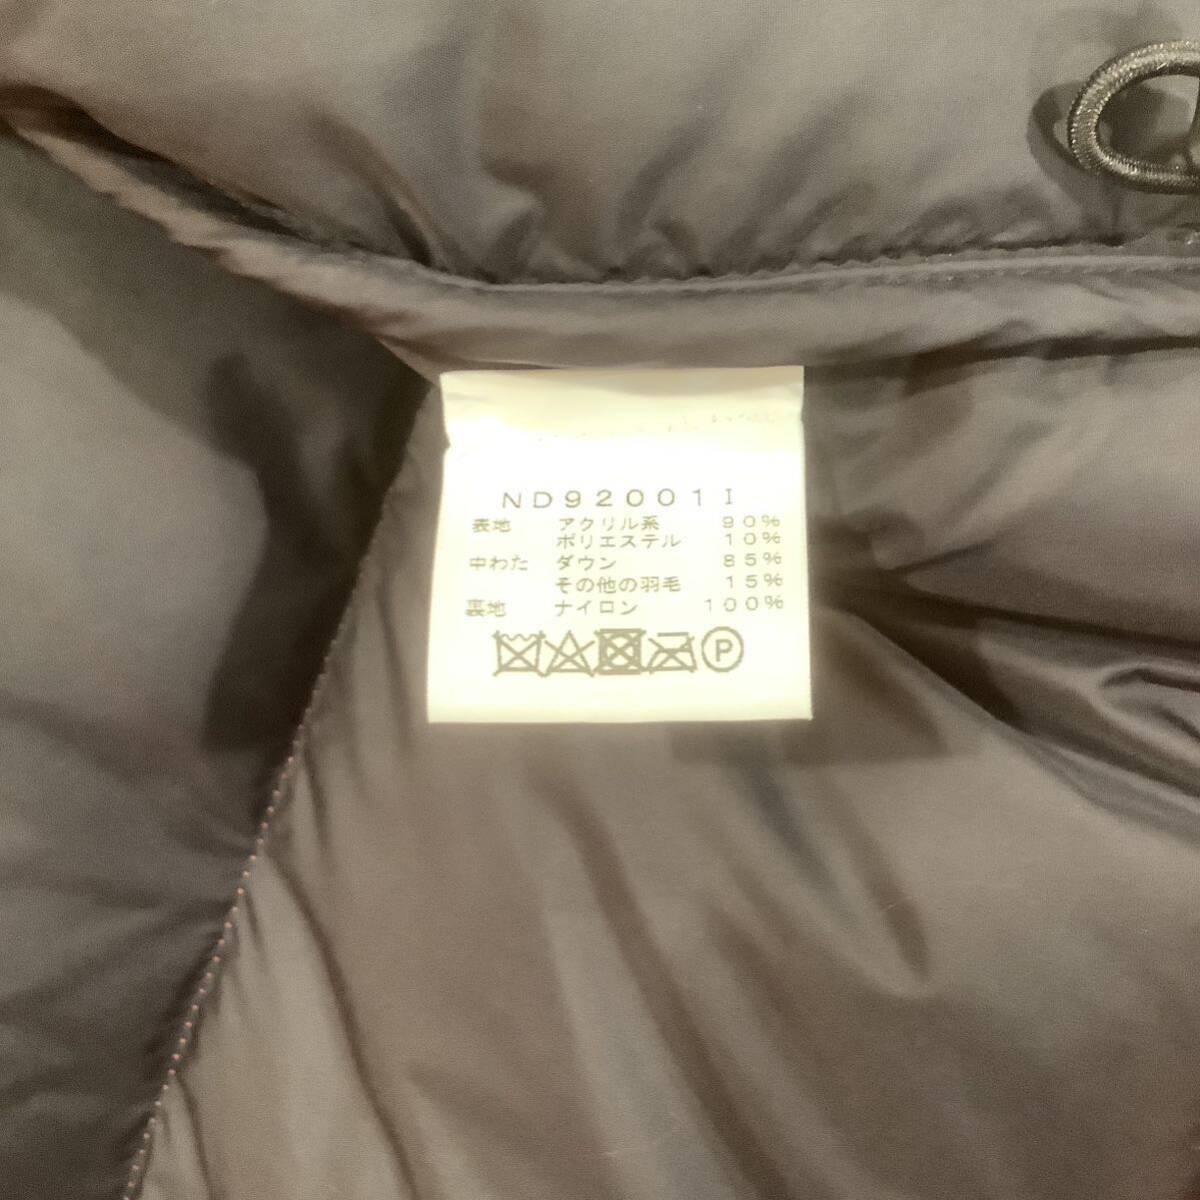 ND92001I
表地 アクリル系 90%
ポリエステル 10%
中わた ダウン 85%
その他の羽毛 15%
裏地 ナイロン 100%
P